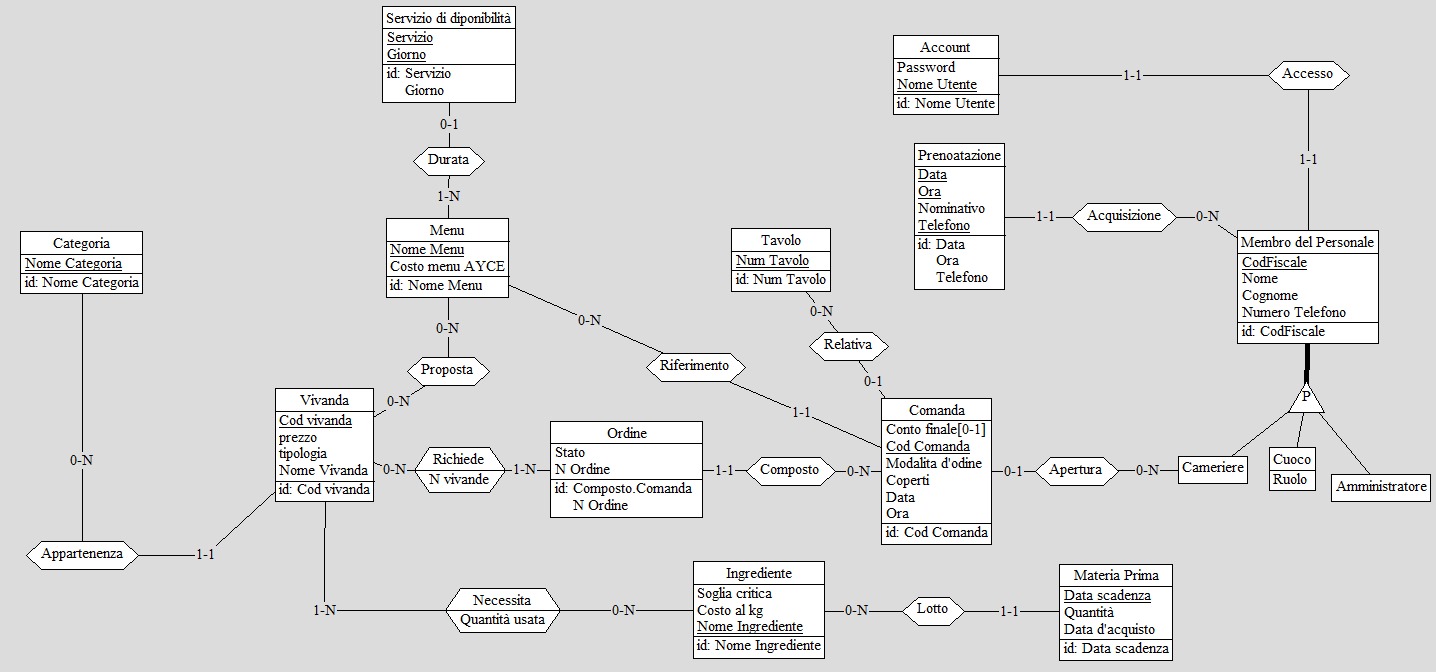 Servizio di diponibilità
Servizio
Giorno
id: Servizio
Giorno
0-1
Durata
1-N
Menu
Nome Menu
Costo menu AYCE
id: Nome Menu
Account
Password
Nome Utente
id: Nome Utente
1-1
Accesso
1-1
Prenoatazione
Data
Ora
Nominativo
Telefono
id: Data
Ora
Telefono
1-1
Acquisizione
0-N
Membro del Personale
CodFiscale
Nome
Cognome
Numero Telefono
id: CodFiscale
Categoria
Nome Categoria
id: Nome Categoria
0-N
Appartenenza
1-1
Tavolo
Num Tavolo
id: Num Tavolo
0-N
Relativa
0-1
0-N
Riferimento
1-1
0-N
Proposta
0-N
Vivanda
Cod vivanda
prezzo
tipologia
Nome Vivanda
id: Cod vivanda
0-N
Richiede
N vivande
1-N
Ordine
Stato
N Ordine
id: Composto.Comanda
N Ordine
1-1
Composto
0-N
Comanda
Conto finale[0-1]
Cod Comanda
Modalita d'odine
Coperti
Data
Ora
id: Cod Comanda
0-1
Apertura
0-N
P
Cameriere
Cuoco
Ruolo
Amministratore
1-N
Necessita
Quantità usata
0-N
Ingrediente
Soglia critica
Costo al kg
Nome Ingrediente
id: Nome Ingrediente
0-N
Lotto
1-1
Materia Prima
Data scadenza
Quantità
Data d'acquisto
id: Data scadenza